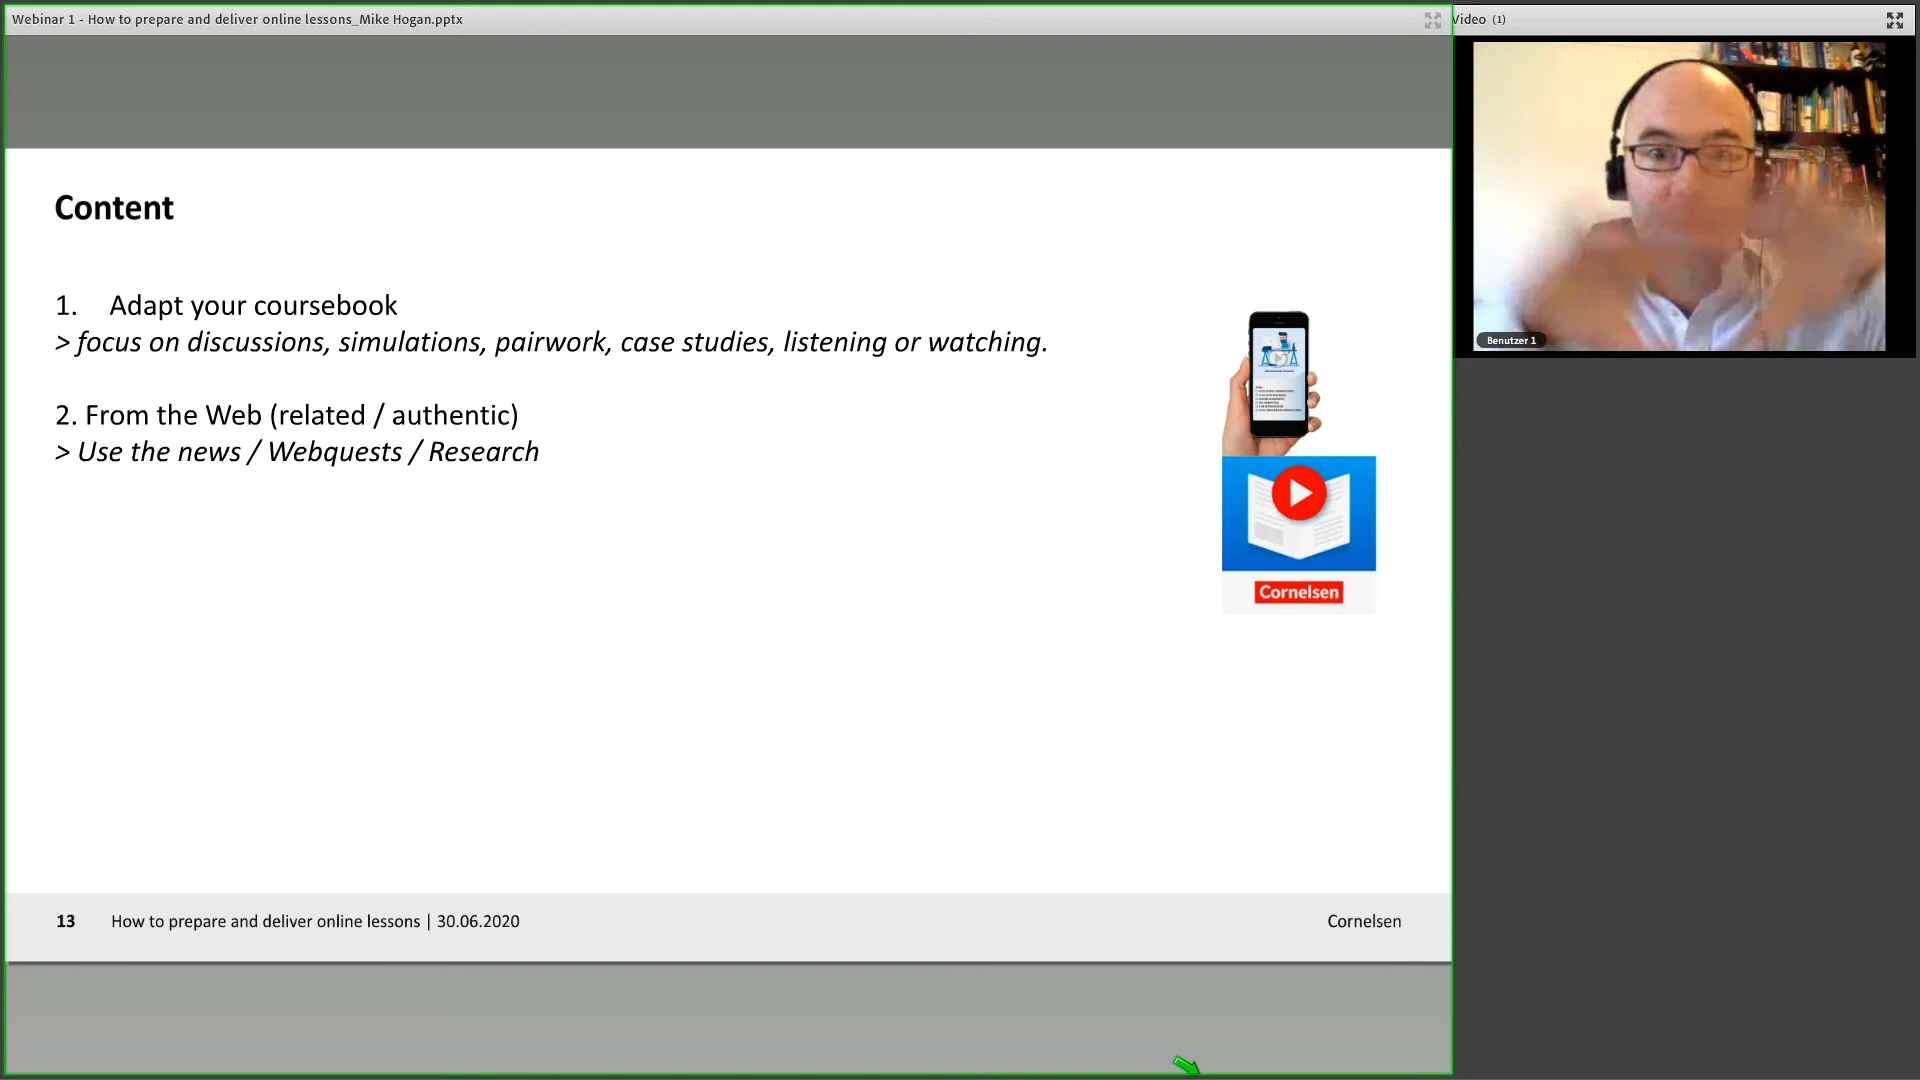 Webinar 1 - How to prepare and deliver online lessons_Mike Hogan.pptx
Video (1)
Content
1. Adapt your coursebook
> focus on discussions, simulations, pairwork, case studies, listening or watching.
2. From the Web (related / authentic)
> Use the news / Webquests / Research
Benutzer 1
Cornelsen
13 How to prepare and deliver online lessons | 30.06.2020
Cornelsen